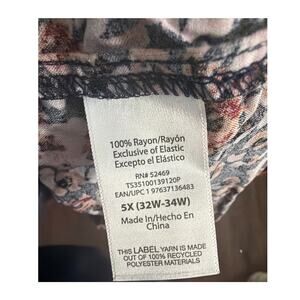 100% Rayon/Rayón
Exclusive of Elastic
Excepto el Elástico
RN# 52469
TS35100139120P
EAN/UPC 1 97637136483
5X (32W-34W)
Made In/Hecho En
China
THIS LABEL YARN IS MADE
OUT OF 100% RECYCLED
POLYESTER MATERIALS